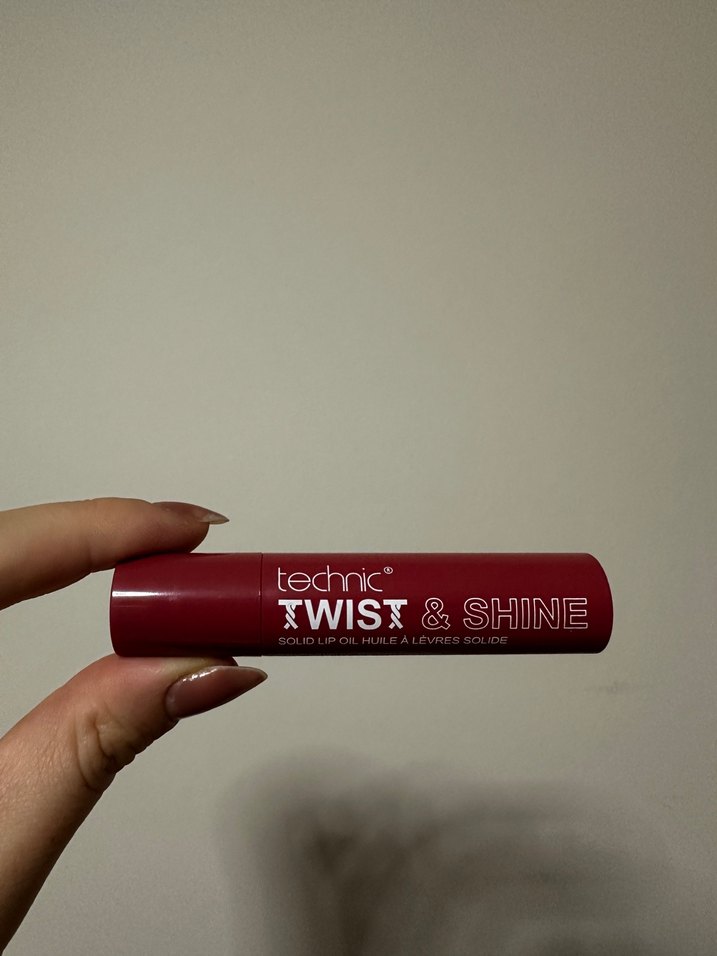 technic®
TWIST & SHINE
SOLID LIP OIL HUILE À LÈVRES SOLIDE